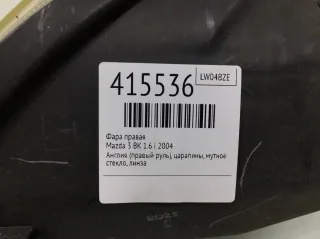 415536
LW04BZE
Фара правая
Mazda 3 BK 1.6 i 2004
Англия (правый руль), царапины, мутное
стекло, линза